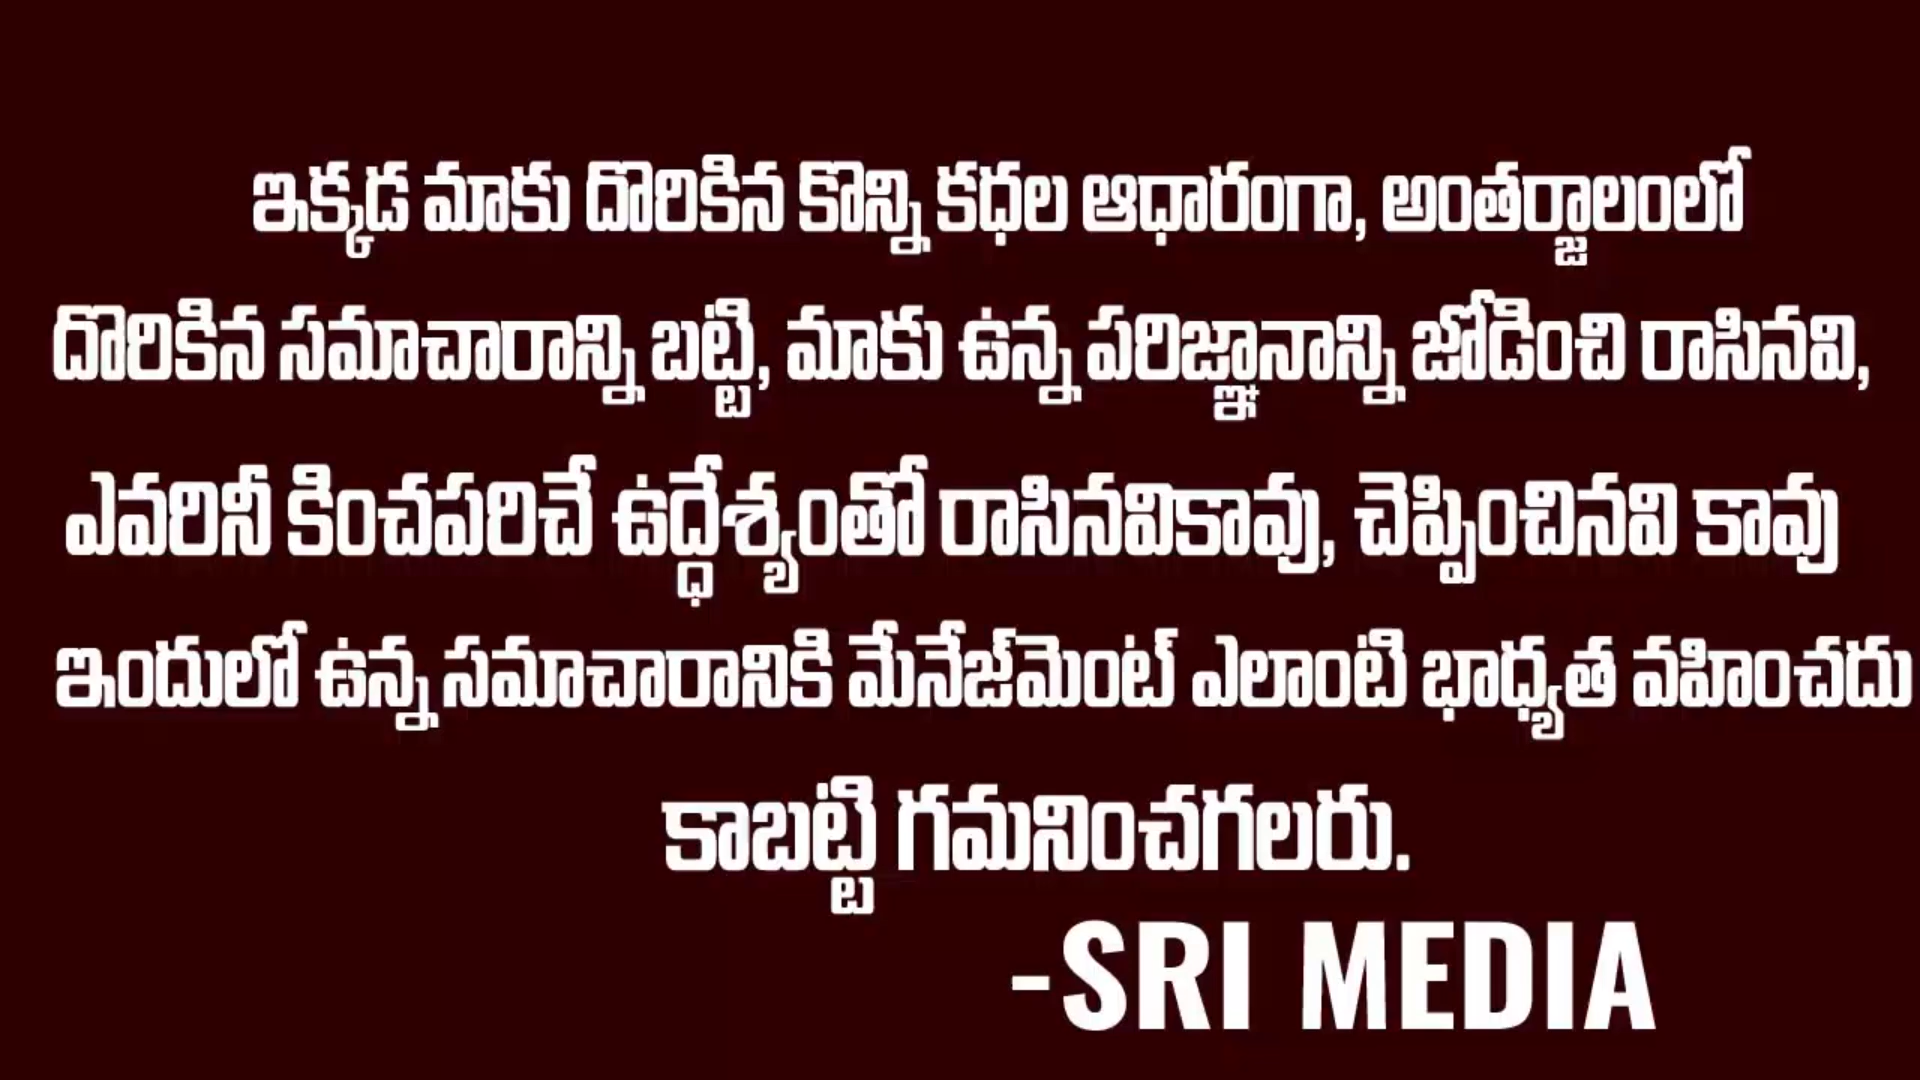 ఇక్కడ మాకు దొరికిన కొన్ని కధల ఆధారంగా, అంతర్జాలంలో
దొరికిన సమాచారాన్ని బట్టి, మాకు ఉన్న పరిజ్ఞానాన్ని జోడించి రాసినవి,
ఎవరినీ కించపరిచే ఉద్ధేశ్యంతో రాసినవికావు, చెప్పించినవి కావు
ఇందులో ఉన్న సమాచారానికి మేనేజ్‌మెంట్ ఎలాంటి భాధ్యత వహించదు
కాబట్టి గమనించగలరు.
-SRI MEDIA